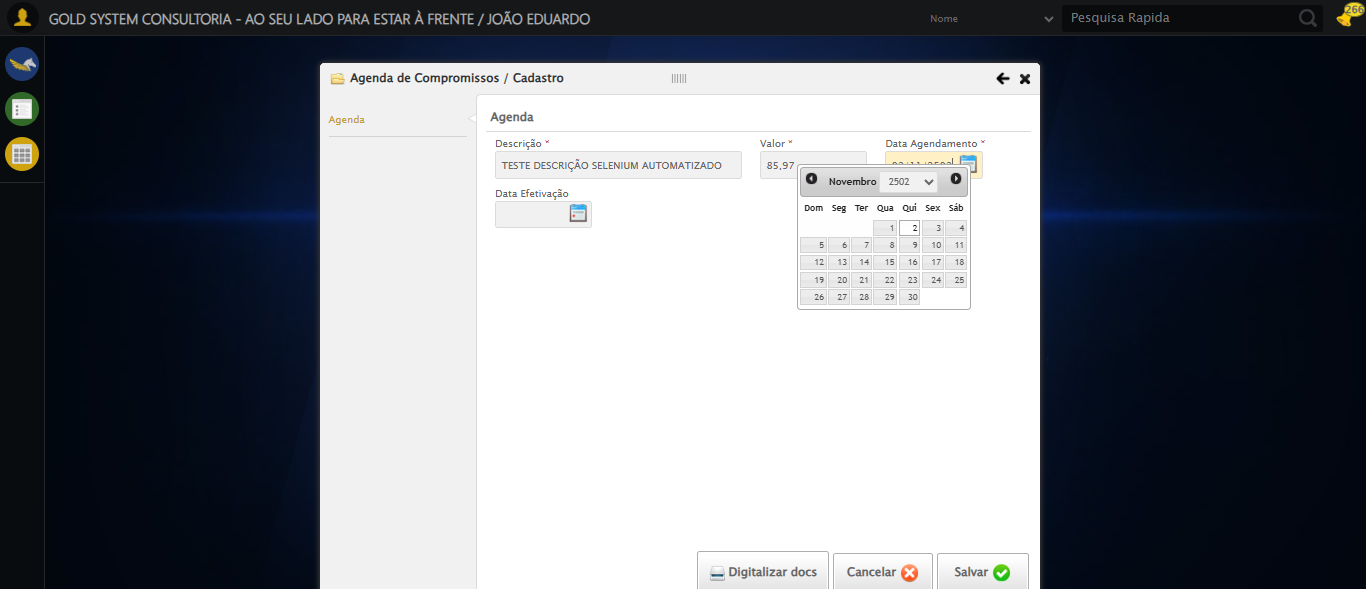 GOLD SYSTEM CONSULTORIA - AO SEU LADO PARA ESTAR À FRENTE / JOÃO EDUARDO
Nome
Pesquisa Rapida
266
Agenda de Compromissos / Cadastro
Agenda
Agenda
Descrição * Valor * Data Agendamento *
TESTE DESCRIÇÃO SELENIUM AUTOMATIZADO 85,97
Data Efetivação
Novembro 2502
Dom Seg Ter Qua Qui Sex Sáb
1 2 3 4
5 6 7 8 9 10 11
12 13 14 15 16 17 18
19 20 21 22 23 24 25
26 27 28 29 30
Digitalizar docs Cancelar Salvar